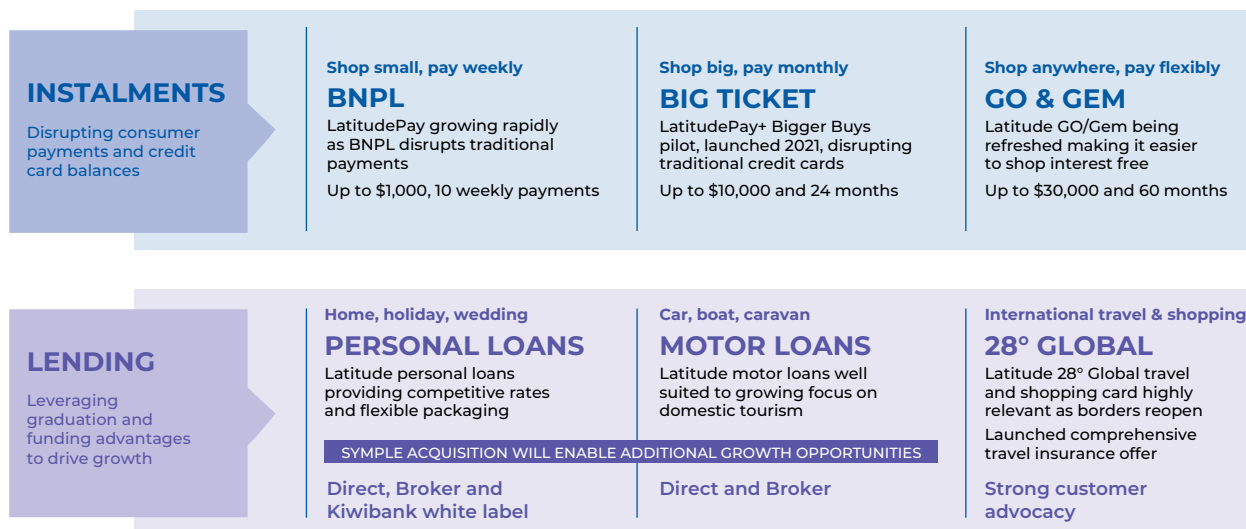 INSTALMENTS
Disrupting consumer
payments and credit
card balances
Shop small, pay weekly
BNPL
LatitudePay growing rapidly
as BNPL disrupts traditional
payments
Up to $1,000, 10 weekly payments
Shop big, pay monthly
BIG TICKET
LatitudePay+ Bigger Buys
pilot, launched 2021, disrupting
traditional credit cards
Up to $10,000 and 24 months
Shop anywhere, pay flexibly
GO & GEM
Latitude GO/Gem being
refreshed making it easier
to shop interest free
Up to $30,000 and 60 months
LENDING
Leveraging
graduation and
funding advantages
to drive growth
Home, holiday, wedding
PERSONAL LOANS
Latitude personal loans
providing competitive rates
and flexible packaging
Car, boat, caravan
MOTOR LOANS
Latitude motor loans well
suited to growing focus on
domestic tourism
SYMPLE ACQUISITION WILL ENABLE ADDITIONAL GROWTH OPPORTUNITIES
Direct, Broker and
Kiwibank white label
Direct and Broker
International travel & shopping
28° GLOBAL
Latitude 28° Global travel
and shopping card highly
relevant as borders reopen
Launched comprehensive
travel insurance offer
Strong customer
advocacy